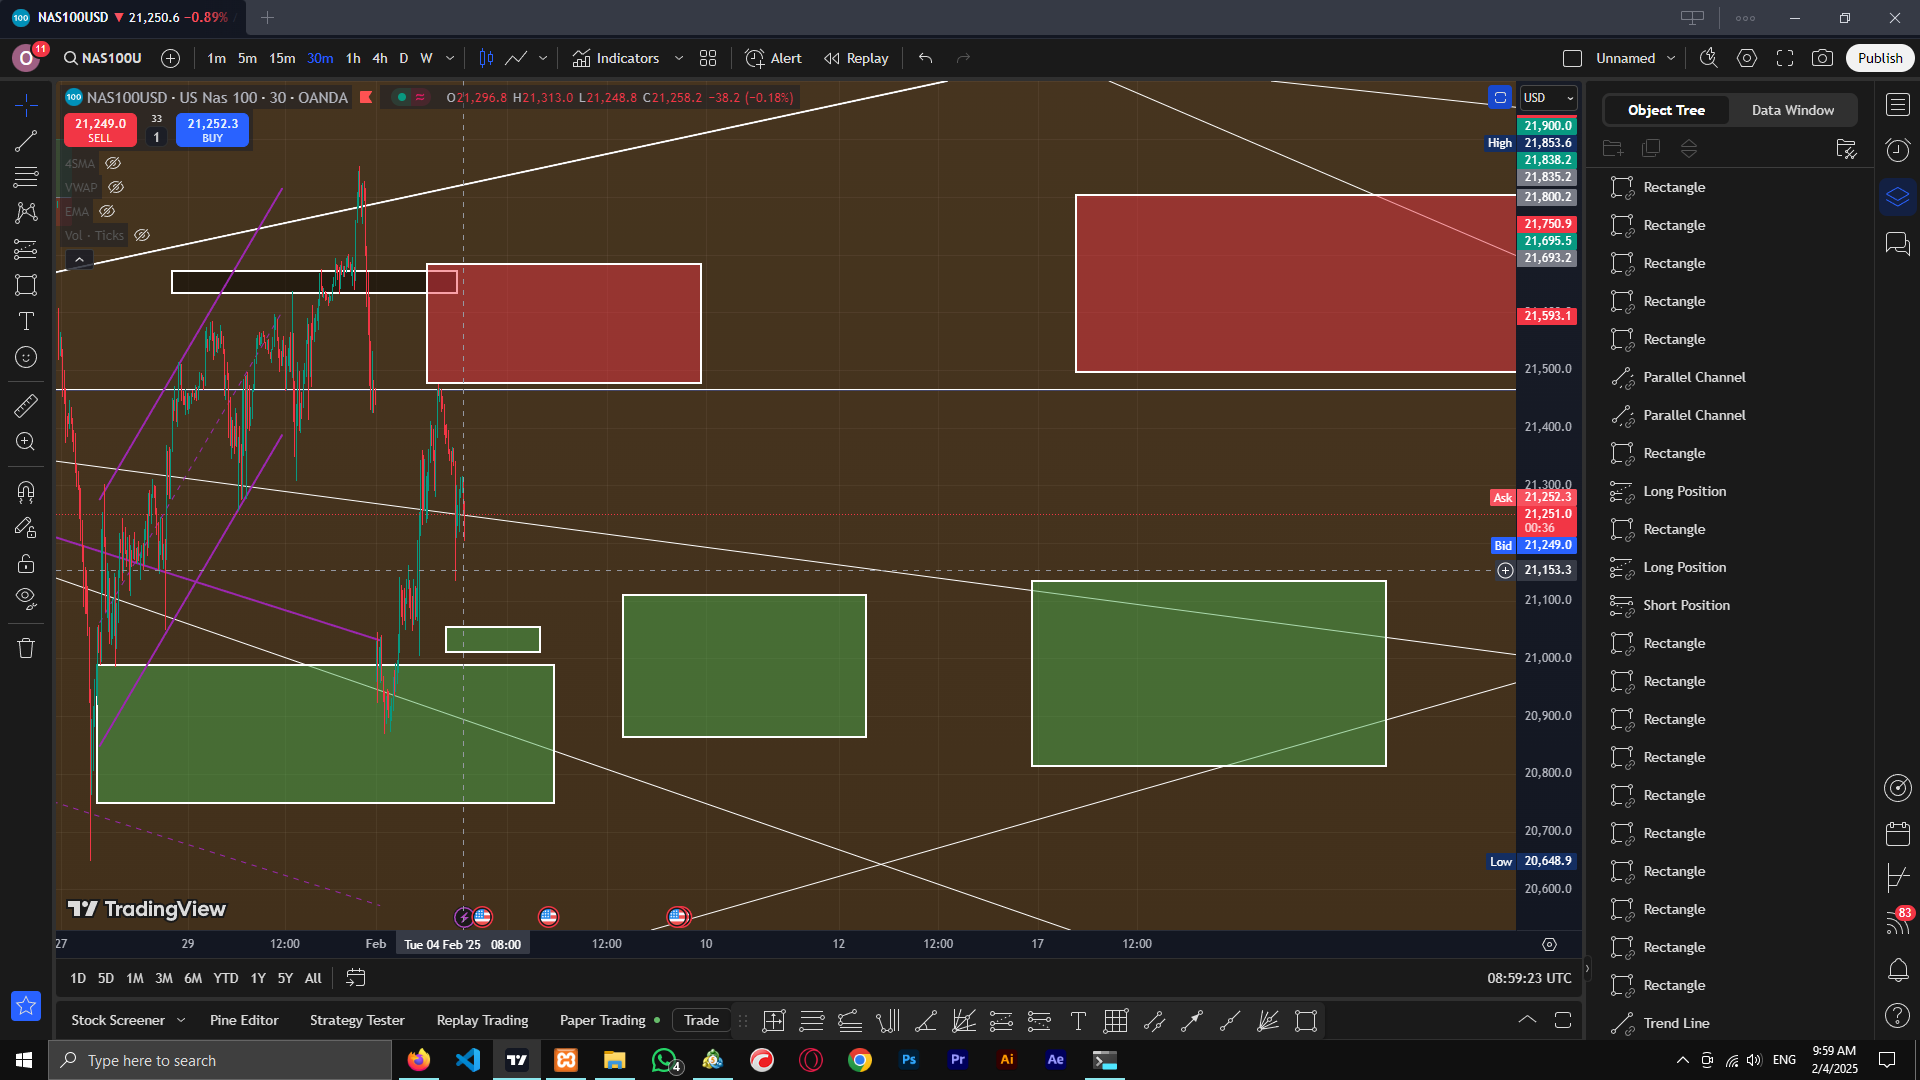 NAS100USD ▼ 21,250.6 −0.89%
O 11 NAS100U 1m 5m 15m 30m 1h 4h D W Indicators Alert Replay Unnamed Publish
100 NAS100USD · US Nas 100 · 30 · OANDA O21,296.8 H21,313.0 L21,248.8 C21,258.2 −38.2 (−0.18%)
21,249.0 SELL
33
1
21,252.3 BUY
4SMA
VWAP
EMA
Vol · Ticks
USD
21,900.0
High 21,853.6
21,838.2
21,835.2
21,800.2
21,750.9
21,695.5
21,693.2
21,593.1
21,500.0
21,400.0
21,300.0
Ask 21,252.3
21,251.0
00:36
Bid 21,249.0
21,153.3
21,100.0
21,000.0
20,900.0
20,800.0
20,700.0
Low 20,648.9
20,600.0
TradingView
27 29 12:00 Feb Tue 04 Feb '25 08:00 12:00 10 12 12:00 17 12:00
1D 5D 1M 3M 6M YTD 1Y 5Y All 08:59:23 UTC
Stock Screener Pine Editor Strategy Tester Replay Trading Paper Trading Trade
Object Tree Data Window
Rectangle
Rectangle
Rectangle
Rectangle
Rectangle
Parallel Channel
Parallel Channel
Rectangle
Long Position
Rectangle
Long Position
Short Position
Rectangle
Rectangle
Rectangle
Rectangle
Rectangle
Rectangle
Rectangle
Rectangle
Rectangle
Rectangle
Trend Line
83
Type here to search
4
Ps Pr Ai Ae
ENG
9:59 AM
2/4/2025